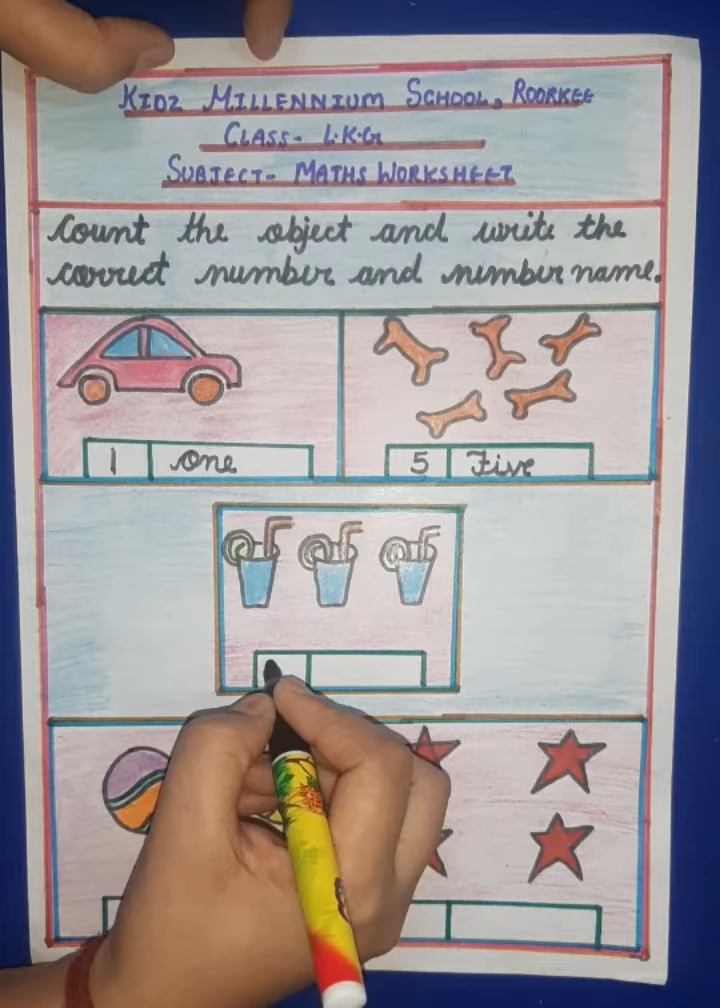 KIDZ MILLENNIUM SCHOOL, ROORKEE
CLASS- L.K.G
SUBJECT- MATHS WORKSHEET
Count the object and write the
correct number and nember name.
1 One
5 Five